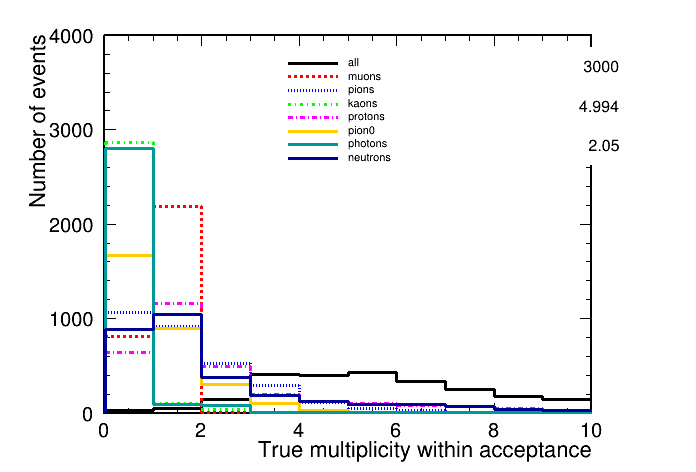 4000
3000
2000
1000
0
Number of events
all
muons
pions
kaons
protons
pion0
photons
neutrons
3000
4.994
2.05
0 2 4 6 8 10
True multiplicity within acceptance